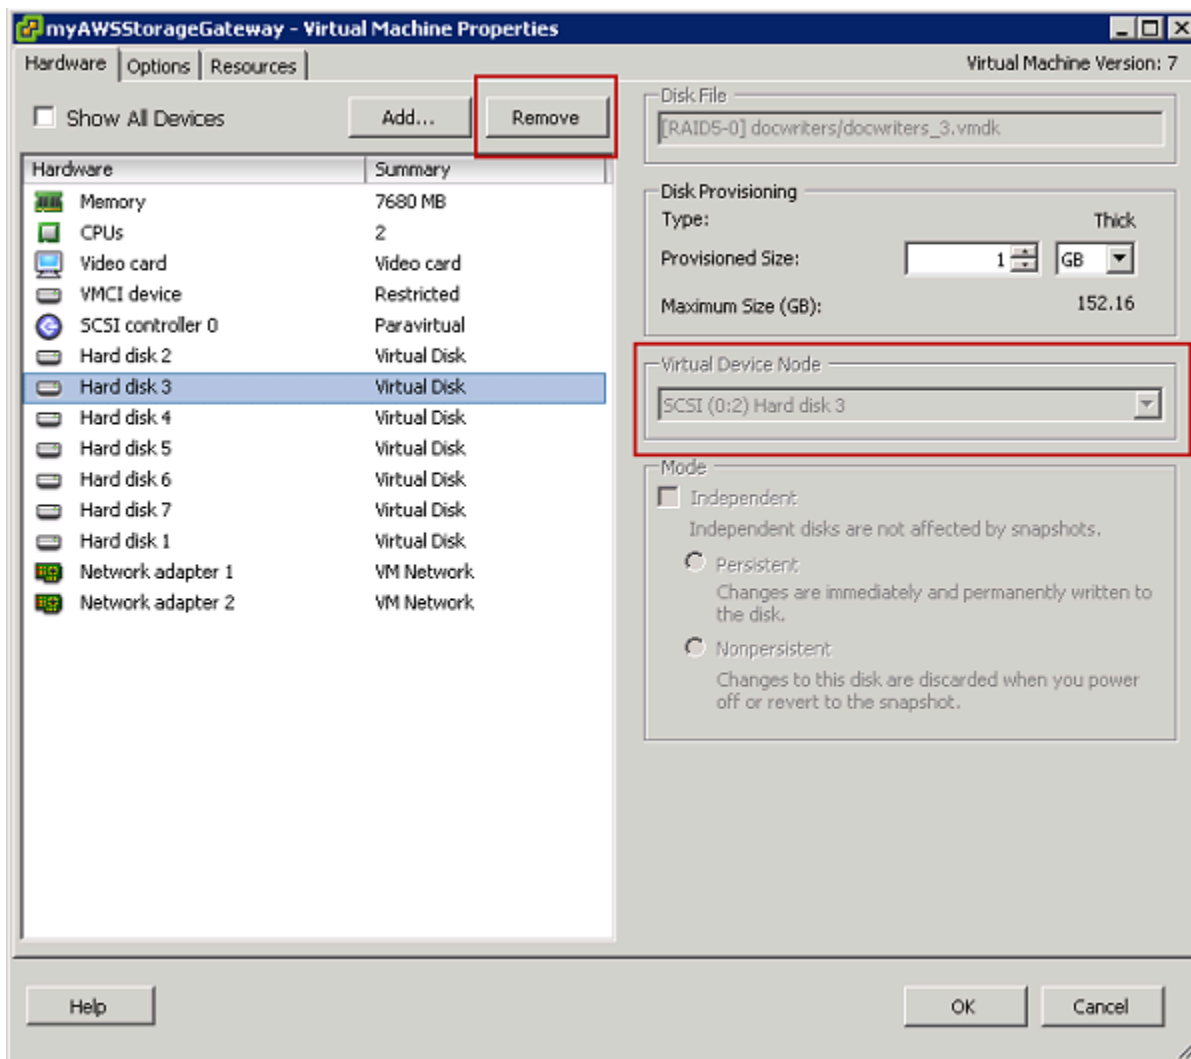 myAWSStorageGateway - Virtual Machine Properties
Hardware Options Resources
Virtual Machine Version: 7
Show All Devices
Add...
Remove
Hardware Summary
Memory 7680 MB
CPUs 2
Video card Video card
VMCI device Restricted
SCSI controller 0 Paravirtual
Hard disk 2 Virtual Disk
Hard disk 3 Virtual Disk
Hard disk 4 Virtual Disk
Hard disk 5 Virtual Disk
Hard disk 6 Virtual Disk
Hard disk 7 Virtual Disk
Hard disk 1 Virtual Disk
Network adapter 1 VM Network
Network adapter 2 VM Network
Disk File
[RAID5-0] docwriters/docwriters_3.vmdk
Disk Provisioning
Type: Thick
Provisioned Size: 1 GB
Maximum Size (GB): 152.16
Virtual Device Node
SCSI (0:2) Hard disk 3
Mode
Independent
Independent disks are not affected by snapshots.
Persistent
Changes are immediately and permanently written to
the disk.
Nonpersistent
Changes to this disk are discarded when you power
off or revert to the snapshot.
Help
OK
Cancel